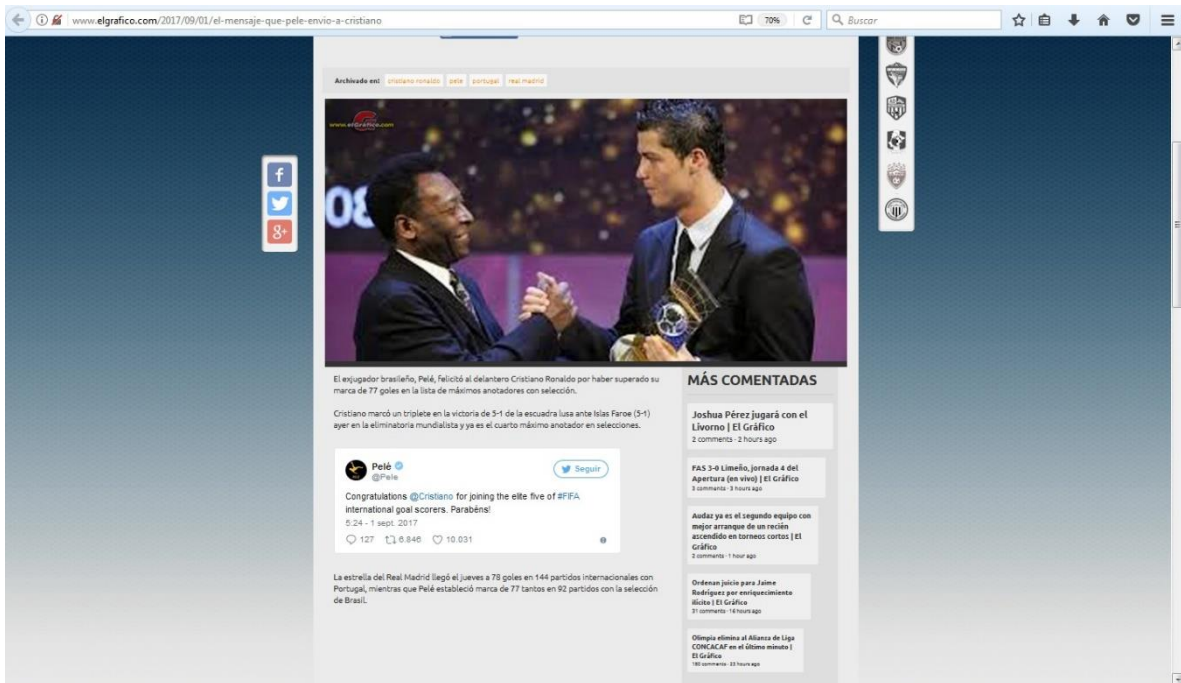 www.elgrafico.com/2017/09/01/el-mensaje-que-pele-envio-a-cristiano
70%
Buscar
Archivado en:
cristiano ronaldo
pele
portugal
real madrid
www.elGrafico.com
08
El exjugador brasileño, Pelé, felicitó al delantero Cristiano Ronaldo por haber superado su
marca de 77 goles en la lista de máximos anotadores con selección.
Cristiano marcó un triplete en la victoria de 5-1 de la escuadra lusa ante Islas Faroe (5-1)
ayer en la eliminatoria mundialista y ya es el cuarto máximo anotador en selecciones.
Pelé
@Pele
Seguir
Congratulations @Cristiano for joining the elite five of #FIFA
international goal scorers. Parabéns!
5:24 - 1 sept. 2017
127 6.846 10.031
La estrella del Real Madrid llegó el jueves a 78 goles en 144 partidos internacionales con
Portugal, mientras que Pelé estableció marca de 77 tantos en 92 partidos con la selección
de Brasil.
MÁS COMENTADAS
Joshua Pérez jugará con el
Livorno | El Gráfico
2 comments · 2 hours ago
FAS 3-0 Limeño, jornada 4 del
Apertura (en vivo) | El Gráfico
3 comments · 3 hours ago
Audaz ya es el segundo equipo con
mejor arranque de un recién
ascendido en torneos cortos | El
Gráfico
2 comments · 1 hour ago
Ordenan juicio para Jaime
Rodríguez por enriquecimiento
ilícito | El Gráfico
31 comments · 16 hours ago
Olimpia elimina al Alianza de Liga
CONCACAF en el último minuto |
El Gráfico
190 comments · 23 hours ago